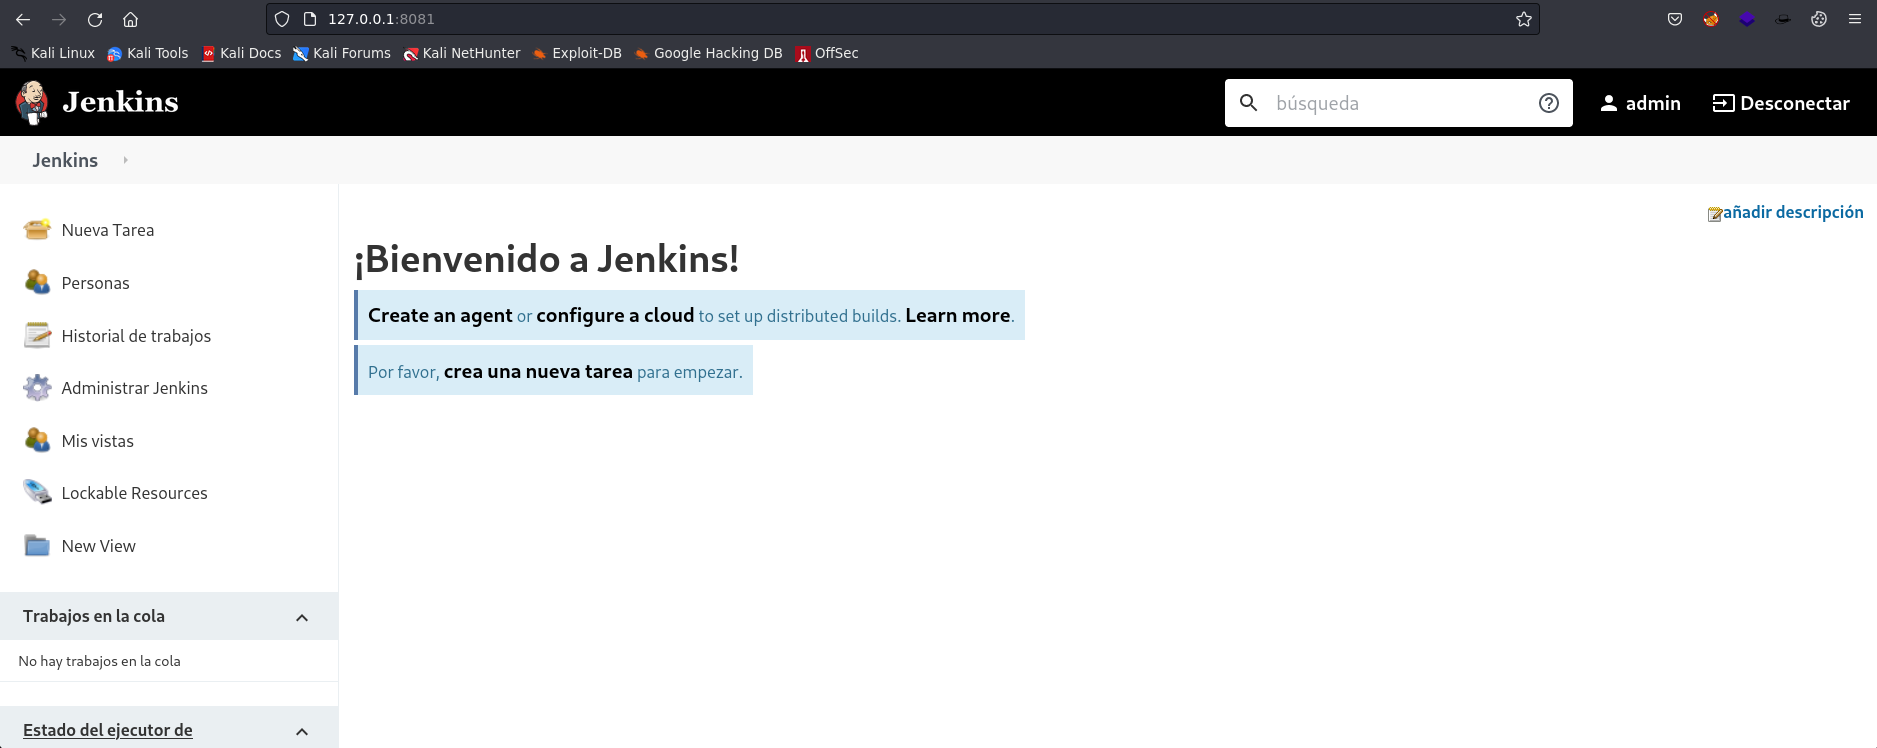 127.0.0.1:8081
Kali Linux Kali Tools Kali Docs Kali Forums Kali NetHunter Exploit-DB Google Hacking DB OffSec
Jenkins
búsqueda
admin
Desconectar
Jenkins
añadir descripción
Nueva Tarea
Personas
Historial de trabajos
Administrar Jenkins
Mis vistas
Lockable Resources
New View
Trabajos en la cola
No hay trabajos en la cola
Estado del ejecutor de
¡Bienvenido a Jenkins!
Create an agent or configure a cloud to set up distributed builds. Learn more.
Por favor, crea una nueva tarea para empezar.